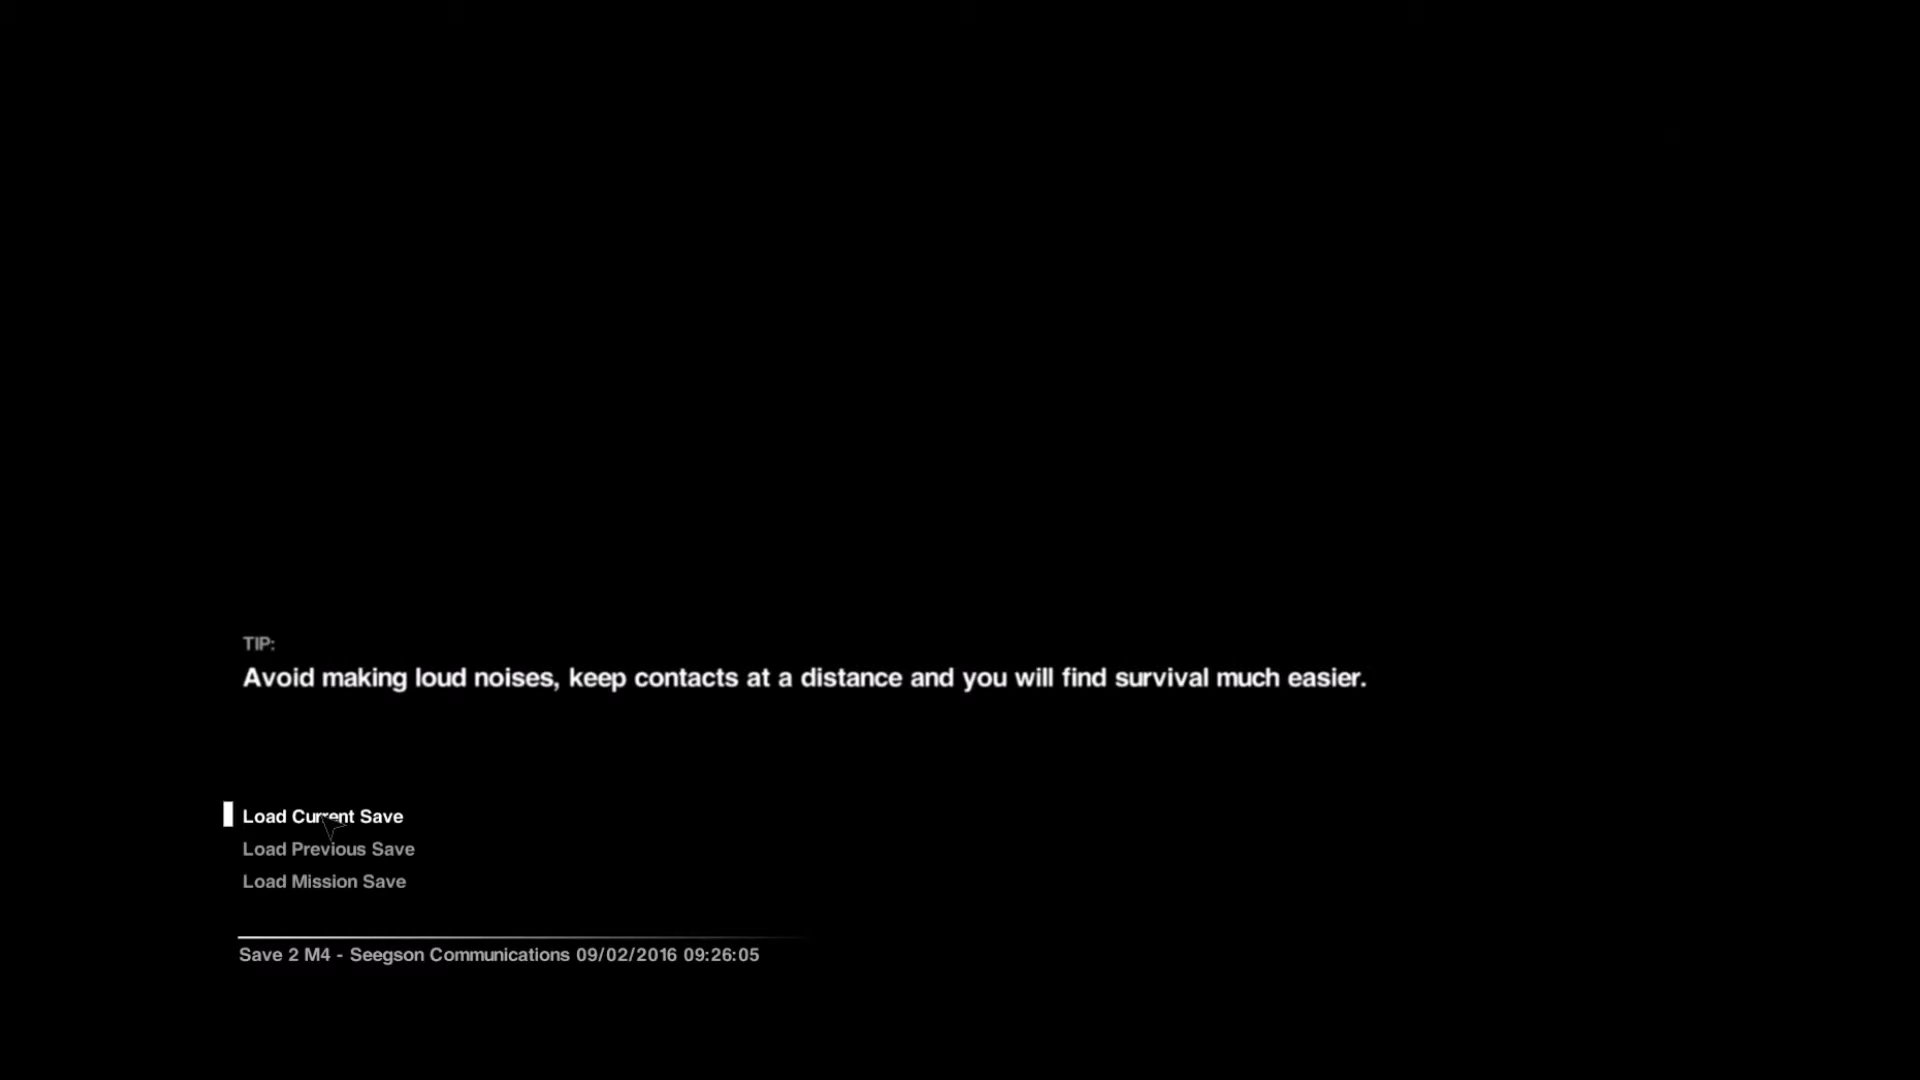 TIP:
Avoid making loud noises, keep contacts at a distance and you will find survival much easier.
Load Current Save
Load Previous Save
Load Mission Save
Save 2 M4 - Seegson Communications 09/02/2016 09:26:05